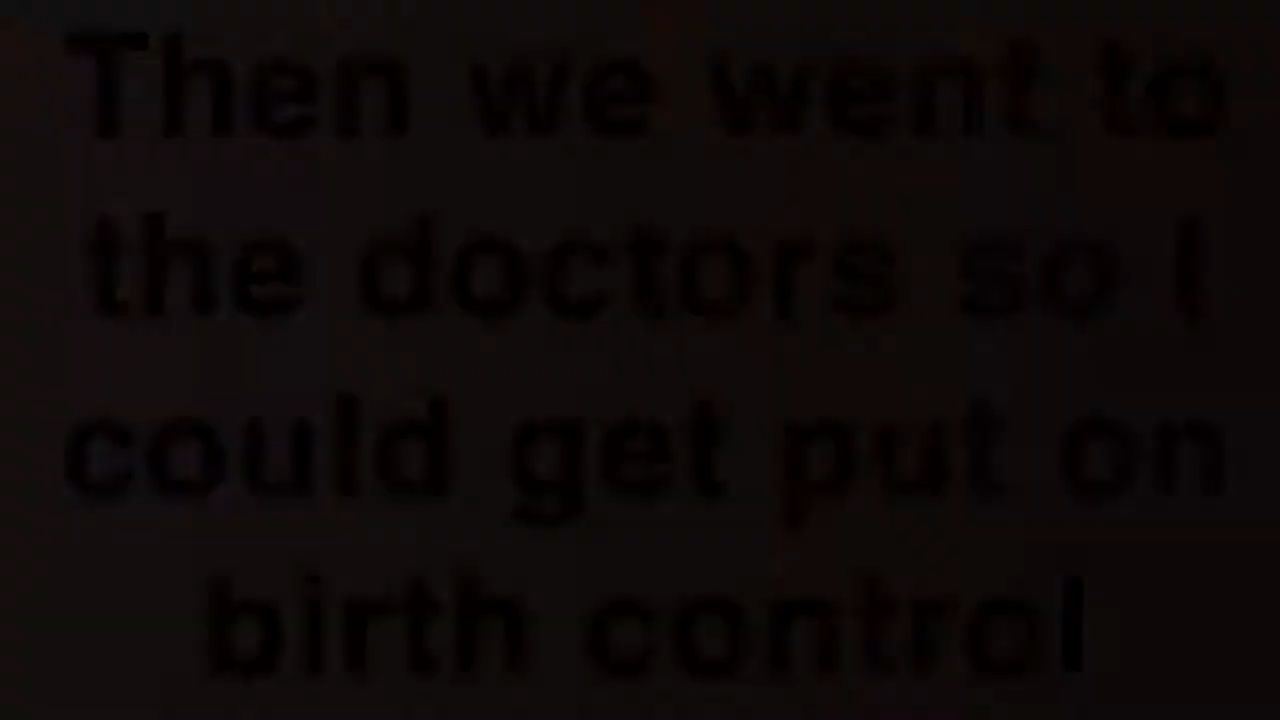 Then we went to
the doctors so I
could get put on
birth control